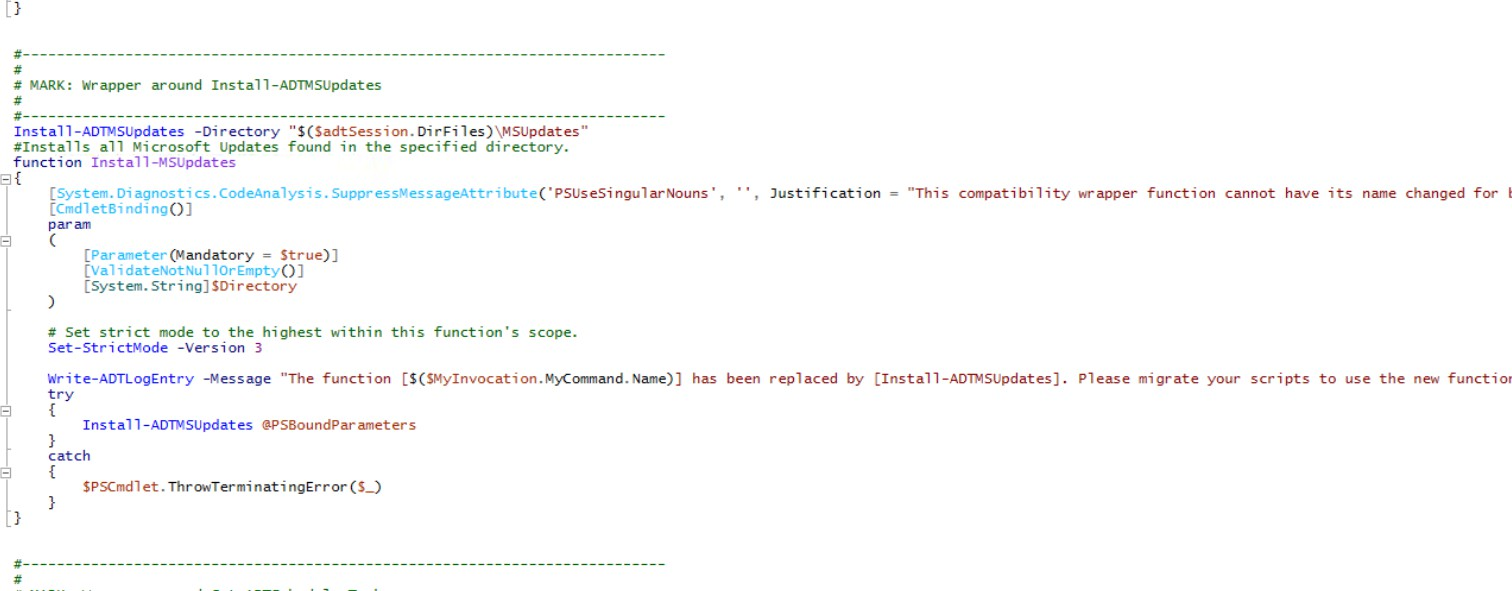 }
#---------------------------------------------------------------------------
#
# MARK: Wrapper around Install-ADTMSUpdates
#
#---------------------------------------------------------------------------
Install-ADTMSUpdates -Directory "$($adtSession.DirFiles)\MSUpdates"
#Installs all Microsoft Updates found in the specified directory.
function Install-MSUpdates
{
    [System.Diagnostics.CodeAnalysis.SuppressMessageAttribute('PSUseSingularNouns', '', Justification = "This compatibility wrapper function cannot have its name changed for
    [CmdletBinding()]
    param
    (
        [Parameter(Mandatory = $true)]
        [ValidateNotNullOrEmpty()]
        [System.String]$Directory
    )
    # Set strict mode to the highest within this function's scope.
    Set-StrictMode -Version 3
    Write-ADTLogEntry -Message "The function [$($MyInvocation.MyCommand.Name)] has been replaced by [Install-ADTMSUpdates]. Please migrate your scripts to use the new function
    try
    {
        Install-ADTMSUpdates @PSBoundParameters
    }
    catch
    {
        $PSCmdlet.ThrowTerminatingError($_)
    }
}
#---------------------------------------------------------------------------
#